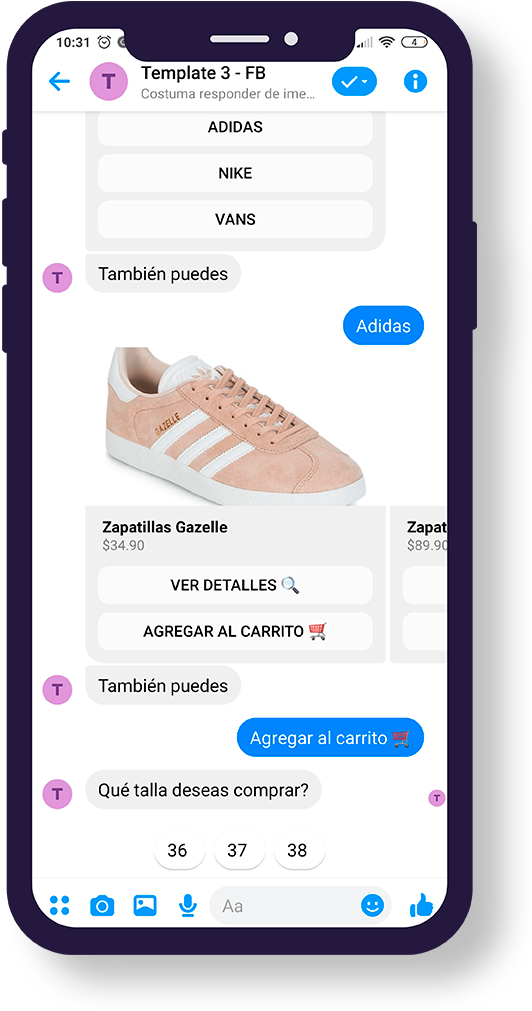 10:31
4
T
Template 3 - FB
Costuma responder de ime...
ADIDAS
NIKE
VANS
T
También puedes
Adidas
GAZELLE
Zapatillas Gazelle
$34.90
Zapat
$89.90
VER DETALLES 🔍
AGREGAR AL CARRITO 🛒
T
También puedes
Agregar al carrito 🛒
T
Qué talla deseas comprar?
T
36
37
38
Aa